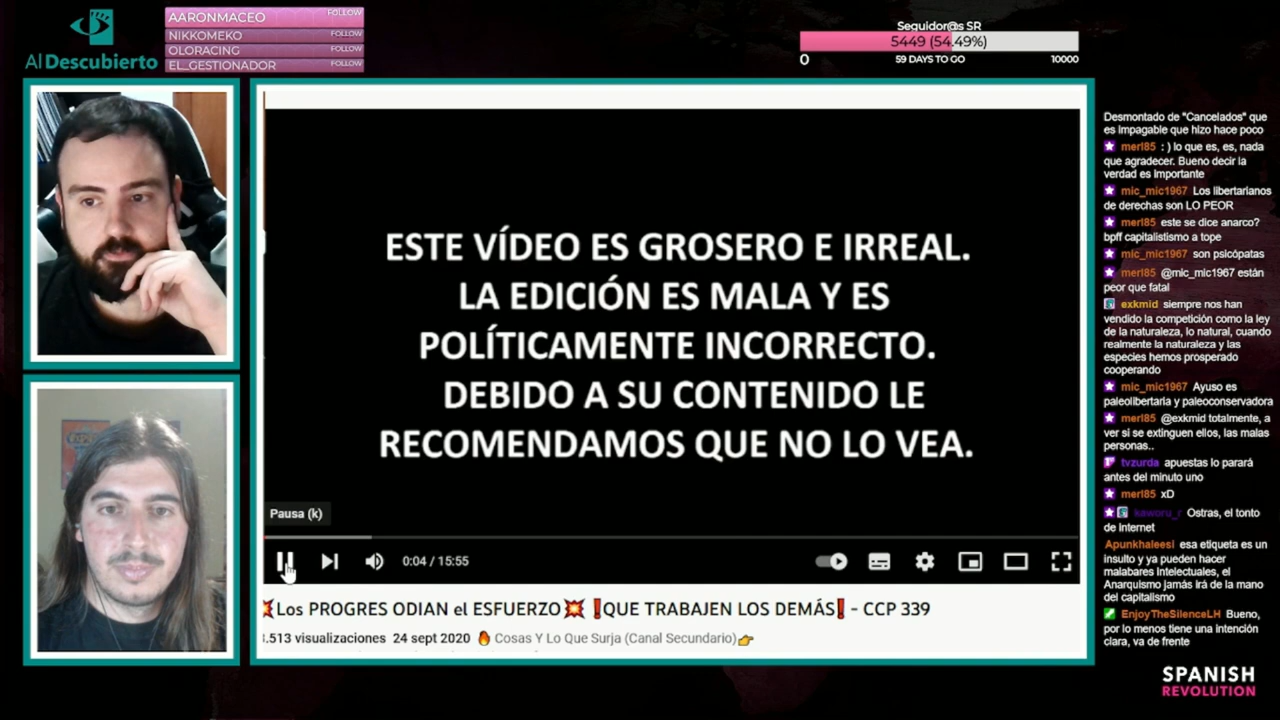 Al Descubierto
AARONMACEO FOLLOW
NIKKOMEKO FOLLOW
OLORACING FOLLOW
EL_GESTIONADOR FOLLOW
Seguidor@s SR
5449 (54.49%)
0 59 DAYS TO GO 10000
ESTE VÍDEO ES GROSERO E IRREAL.
LA EDICIÓN ES MALA Y ES
POLÍTICAMENTE INCORRECTO.
DEBIDO A SU CONTENIDO LE
RECOMENDAMOS QUE NO LO VEA.
Pausa (k)
0:04 / 15:55
💥Los PROGRES ODIAN el ESFUERZO💥 ❗QUE TRABAJEN LOS DEMÁS❗ - CCP 339
.513 visualizaciones 24 sept 2020 🔥 Cosas Y Lo Que Surja (Canal Secundario)👉
Desmontado de "Cancelados" que
es impagable que hizo hace poco
merl85 : ) lo que es, es, nada
que agradecer. Bueno decir la
verdad es importante
mic_mic1967 Los libertarianos
de derechas son LO PEOR
merl85 este se dice anarco?
bpff capitalistismo a tope
mic_mic1967 son psicópatas
merl85 @mic_mic1967 están
peor que fatal
exkmid siempre nos han
vendido la competición como la ley
de la naturaleza, lo natural, cuando
realmente la naturaleza y las
especies hemos prosperado
cooperando
mic_mic1967 Ayuso es
paleolibertaria y paleoconservadora
merl85 @exkmid totalmente, a
ver si se extinguen ellos, las malas
personas..
tvzurda apuestas lo parará
antes del minuto uno
merl85 xD
kaworu_r Ostras, el tonto
de Internet
Apunkhaleesi esa etiqueta es un
insulto y ya pueden hacer
malabares intelectuales, el
Anarquismo jamás irá de la mano
del capitalismo
EnjoyTheSilenceLH Bueno,
por lo menos tiene una intención
clara, va de frente
SPANISH
REVOLUTION